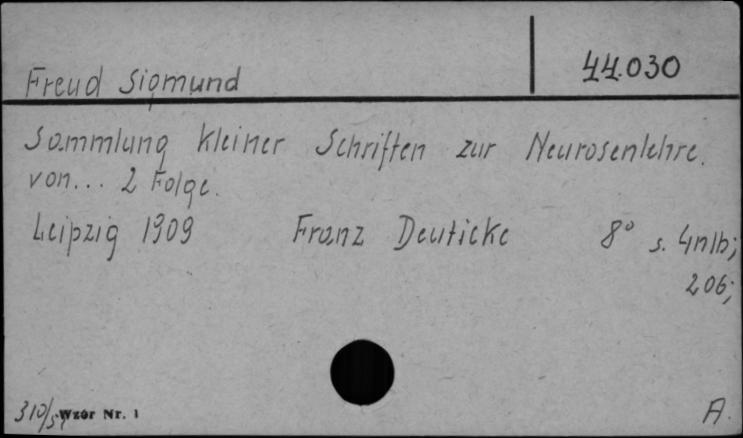 Freud Sigmund 44.030
Sammlung kleiner Schriften zur Neurosenlehre.
von... 2 Folge.
Leipzig 1909 Franz Deuticke 8° s. 4nlb;
206;
310/57 Wzór Nr. 1 A.